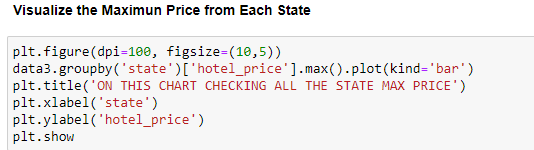 Visualize the Maximun Price from Each State
plt.figure(dpi=100, figsize=(10,5))
data3.groupby('state')['hotel_price'].max().plot(kind='bar')
plt.title('ON THIS CHART CHECKING ALL THE STATE MAX PRICE')
plt.xlabel('state')
plt.ylabel('hotel_price')
plt.show